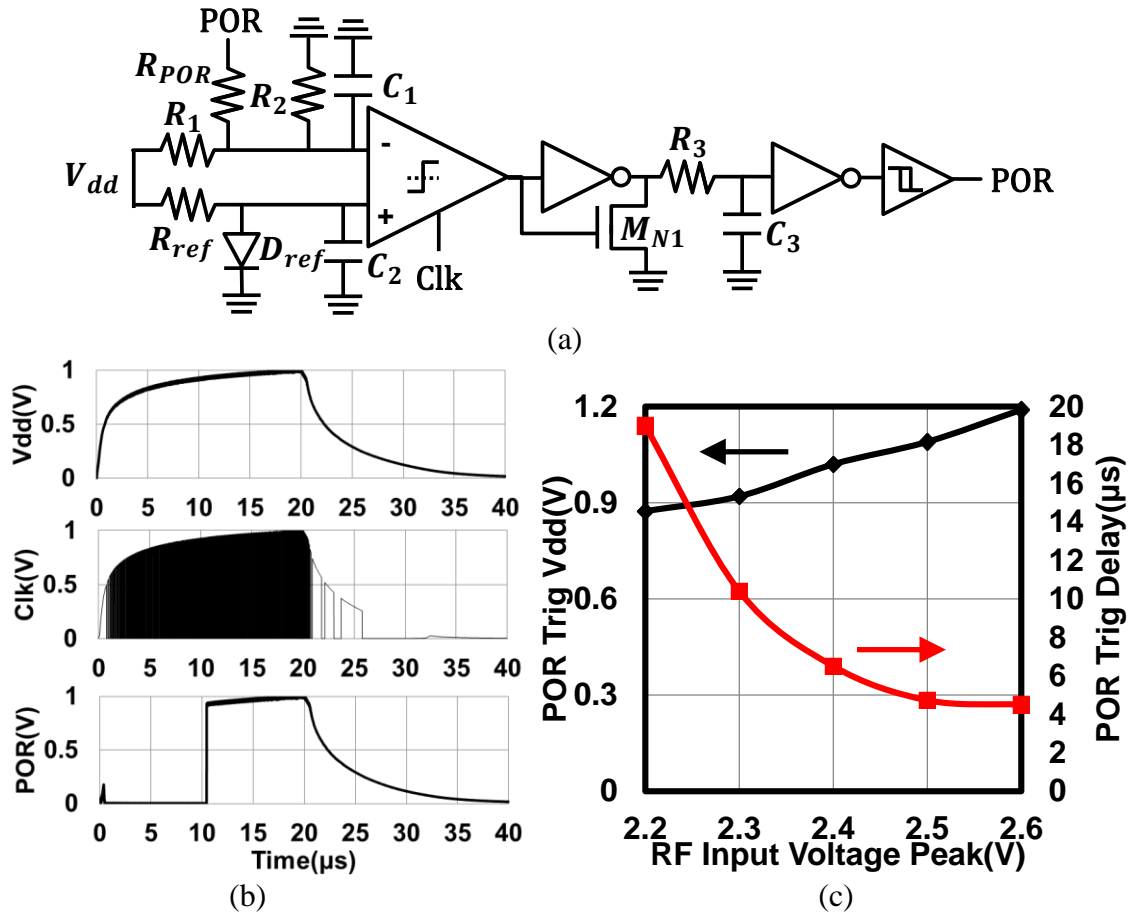 POR
R_POR
R_2
C_1
R_1
-
R_3
V_dd
POR
+
R_ref
D_ref
C_2
Clk
M_N1
C_3
(a)
Vdd(V)
1
0.5
0
0 5 10 15 20 25 30 35 40
Clk(V)
1
0.5
0
0 5 10 15 20 25 30 35 40
POR(V)
1
0.5
0
0 5 10 15 20 25 30 35 40
Time(μs)
(b)
POR Trig Vdd(V)
1.2
0.9
0.6
0.3
0
POR Trig Delay(μs)
20
18
16
14
12
10
8
6
4
2
0
2.2 2.3 2.4 2.5 2.6
RF Input Voltage Peak(V)
(c)